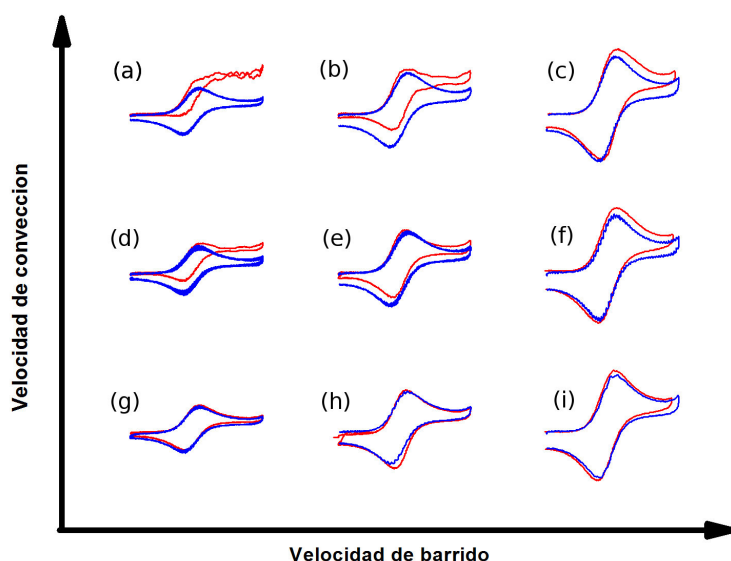 (a)
(b)
(c)
(d)
(e)
(f)
(g)
(h)
(i)
Velocidad de conveccion
Velocidad de barrido